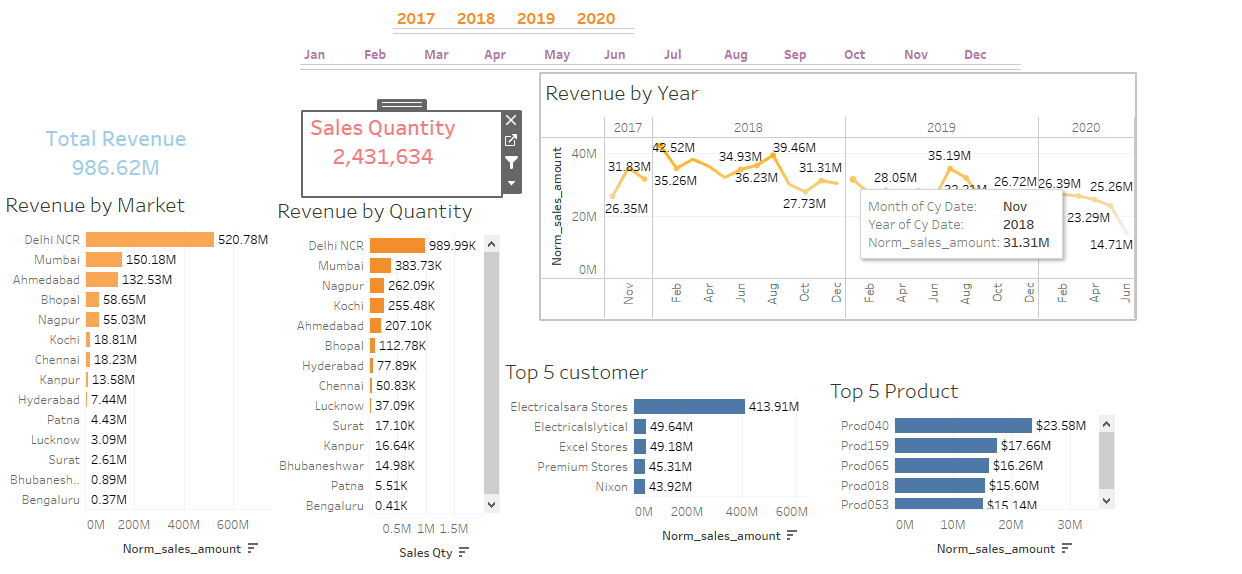 2017 2018 2019 2020
Jan Feb Mar Apr May Jun Jul Aug Sep Oct Nov Dec
Total Revenue
986.62M
Sales Quantity
2,431,634
Revenue by Year
2017 2018 2019 2020
Norm_sales_amount
40M
20M
0M
31.83M
26.35M
42.52M
35.26M
34.93M
36.23M
39.46M
27.73M
31.31M
28.05M
35.19M
26.72M
26.39M
23.29M
25.26M
14.71M
Month of Cy Date: Nov
Year of Cy Date: 2018
Norm_sales_amount: 31.31M
Nov Feb Apr Jun Aug Oct Dec Feb Apr Jun Aug Oct Dec Feb Apr Jun
Revenue by Market
Delhi NCR 520.78M
Mumbai 150.18M
Ahmedabad 132.53M
Bhopal 58.65M
Nagpur 55.03M
Kochi 18.81M
Chennai 18.23M
Kanpur 13.58M
Hyderabad 7.44M
Patna 4.43M
Lucknow 3.09M
Surat 2.61M
Bhubanesh.. 0.89M
Bengaluru 0.37M
0M 200M 400M 600M
Norm_sales_amount
Revenue by Quantity
Delhi NCR 989.99K
Mumbai 383.73K
Nagpur 262.09K
Kochi 255.48K
Ahmedabad 207.10K
Bhopal 112.78K
Hyderabad 77.89K
Chennai 50.83K
Lucknow 37.09K
Surat 17.10K
Kanpur 16.64K
Bhubaneshwar 14.98K
Patna 5.51K
Bengaluru 0.41K
0.5M 1M 1.5M
Sales Qty
Top 5 customer
Electricalsara Stores 413.91M
Electricalslytical 49.64M
Excel Stores 49.18M
Premium Stores 45.31M
Nixon 43.92M
0M 200M 400M 600M
Norm_sales_amount
Top 5 Product
Prod040 $23.58M
Prod159 $17.66M
Prod065 $16.26M
Prod018 $15.60M
Prod053 $15.14M
0M 10M 20M 30M
Norm_sales_amount